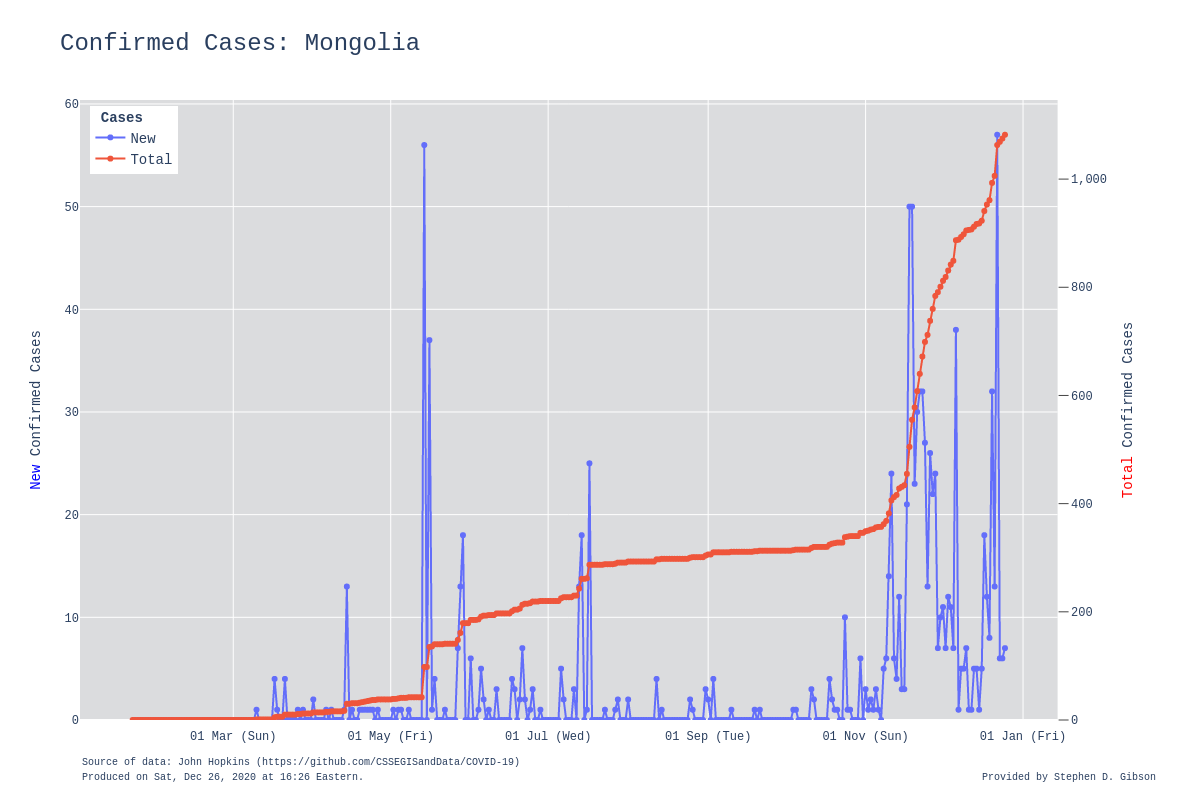 Confirmed Cases: Mongolia
Cases
New
Total
60
50
40
30
20
10
0
1,000
800
600
400
200
0
New Confirmed Cases
Total Confirmed Cases
01 Mar (Sun)
01 May (Fri)
01 Jul (Wed)
01 Sep (Tue)
01 Nov (Sun)
01 Jan (Fri)
Source of data: John Hopkins (https://github.com/CSSEGISandData/COVID-19)
Produced on Sat, Dec 26, 2020 at 16:26 Eastern.
Provided by Stephen D. Gibson